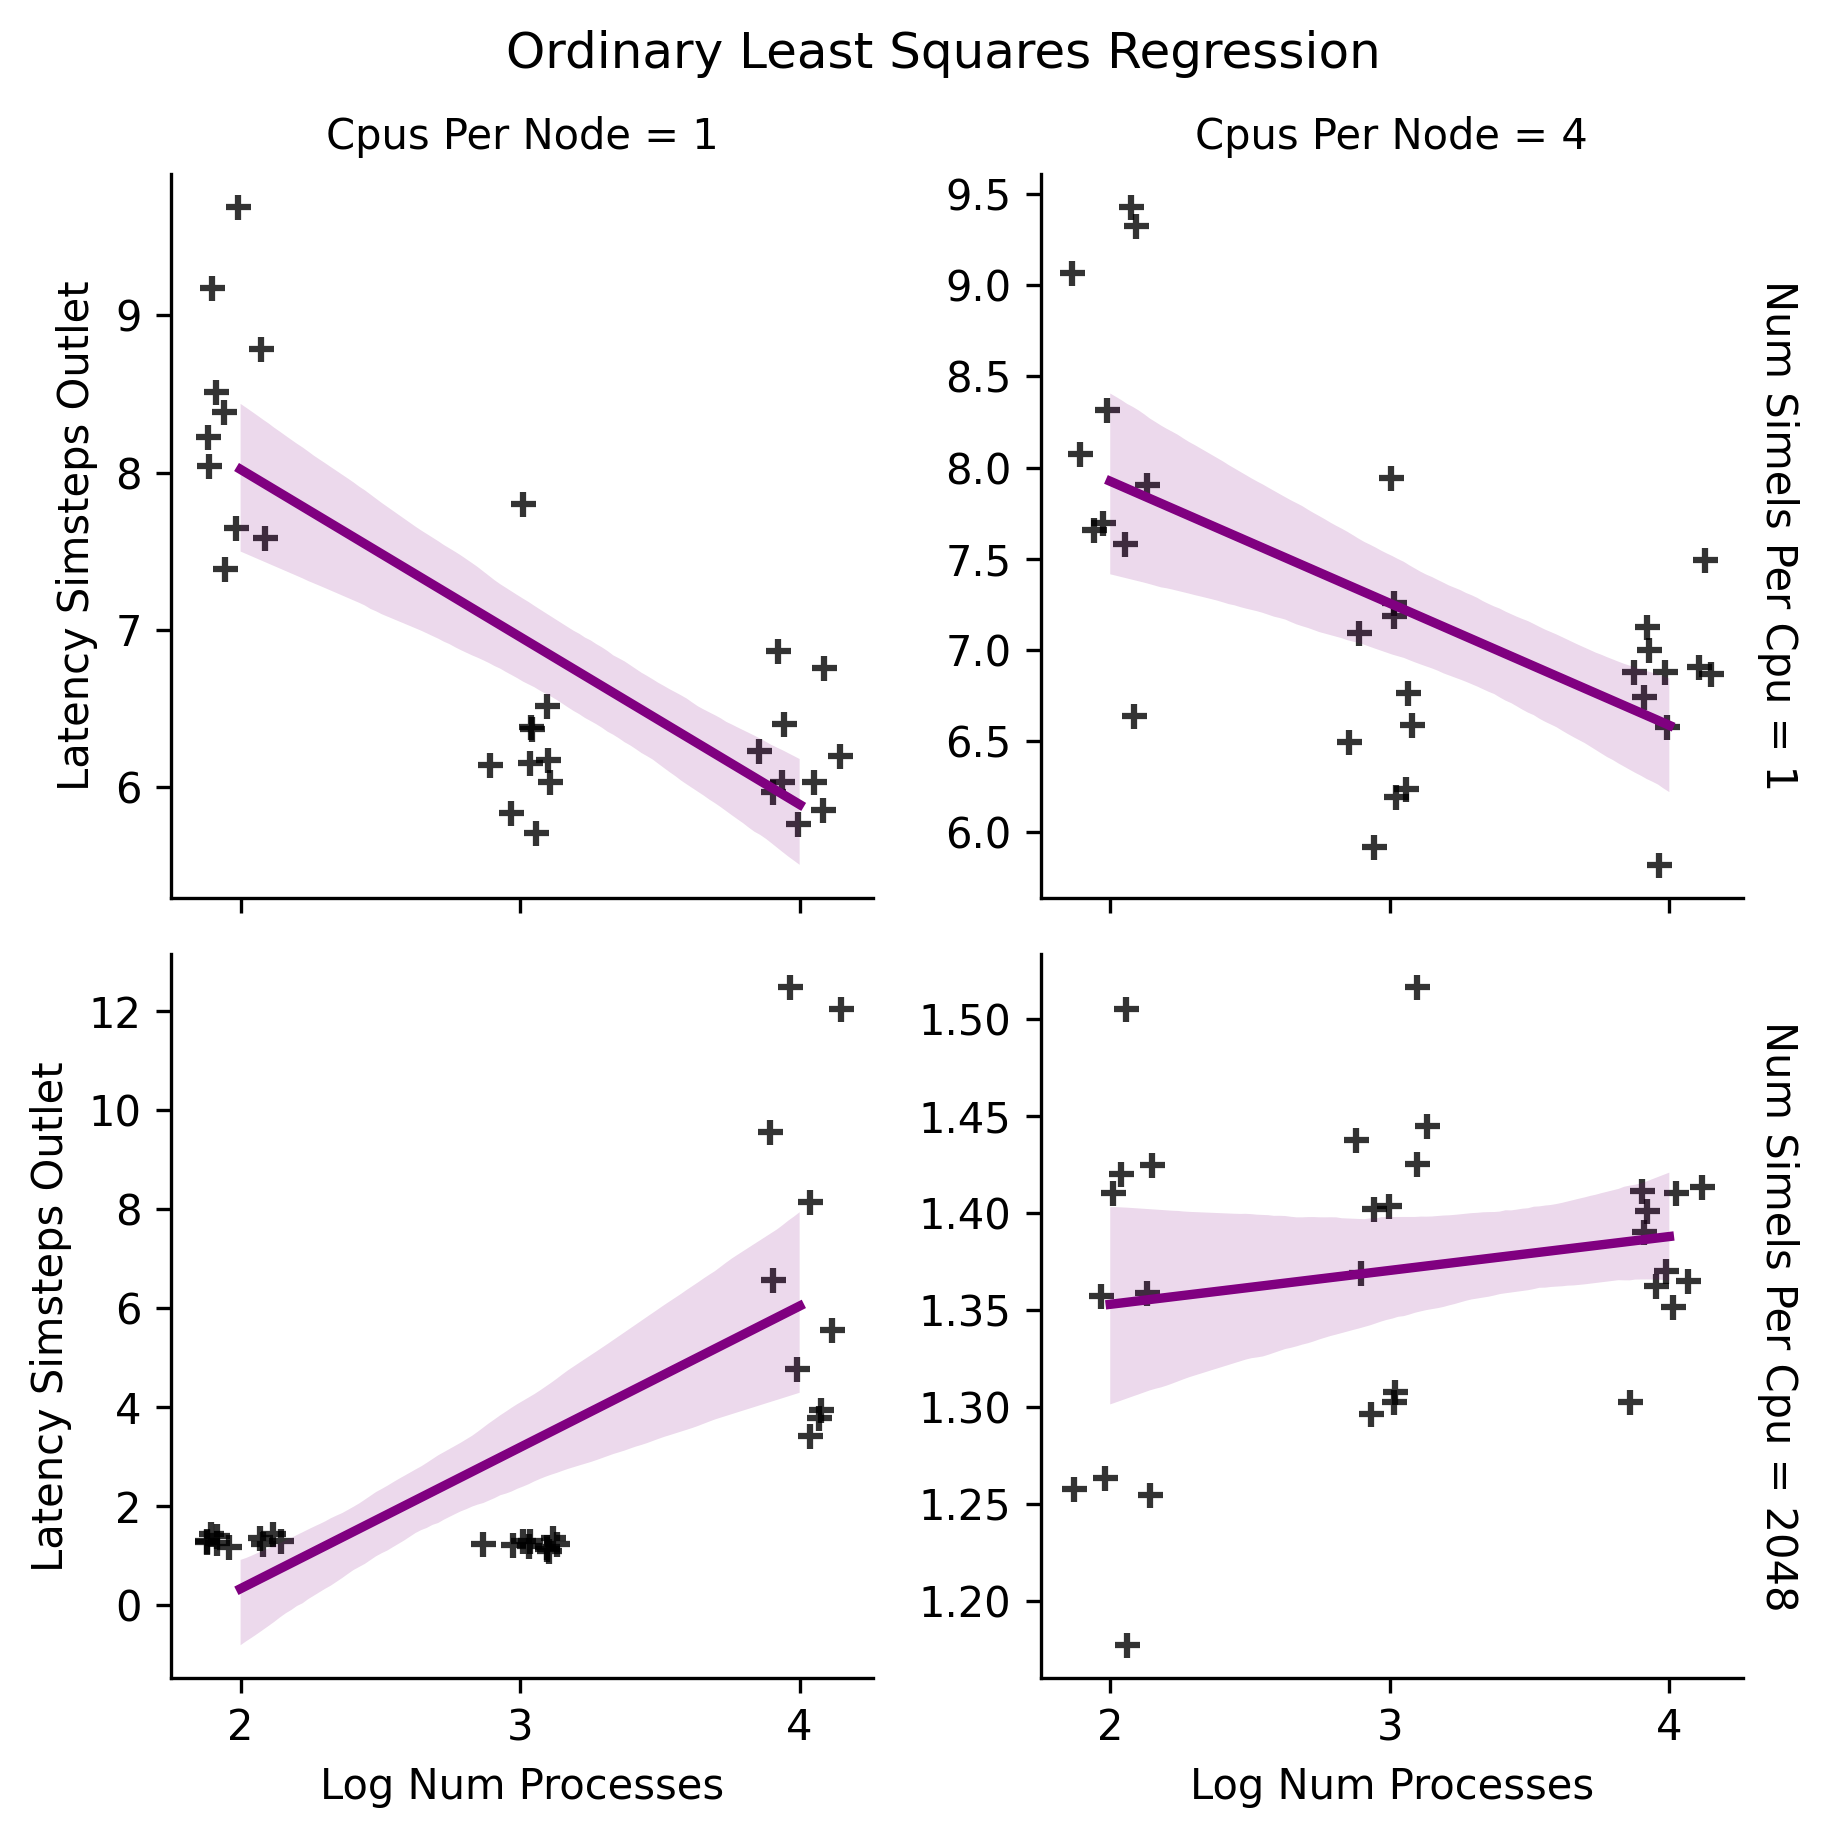 Ordinary Least Squares Regression
Cpus Per Node = 1
Cpus Per Node = 4
Latency Simsteps Outlet
9
8
7
6
9.5
9.0
8.5
8.0
7.5
7.0
6.5
6.0
Num Simels Per Cpu = 1
Latency Simsteps Outlet
12
10
8
6
4
2
0
1.50
1.45
1.40
1.35
1.30
1.25
1.20
Num Simels Per Cpu = 2048
2 3 4
2 3 4
Log Num Processes
Log Num Processes